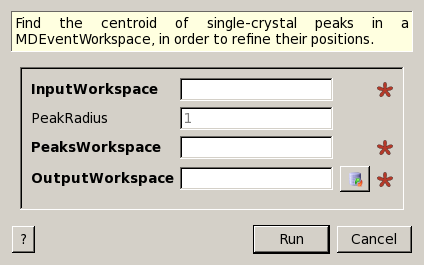 Find the centroid of single-crystal peaks in a
MDEventWorkspace, in order to refine their positions.
InputWorkspace *
PeakRadius 1
PeaksWorkspace *
OutputWorkspace *
? Run Cancel